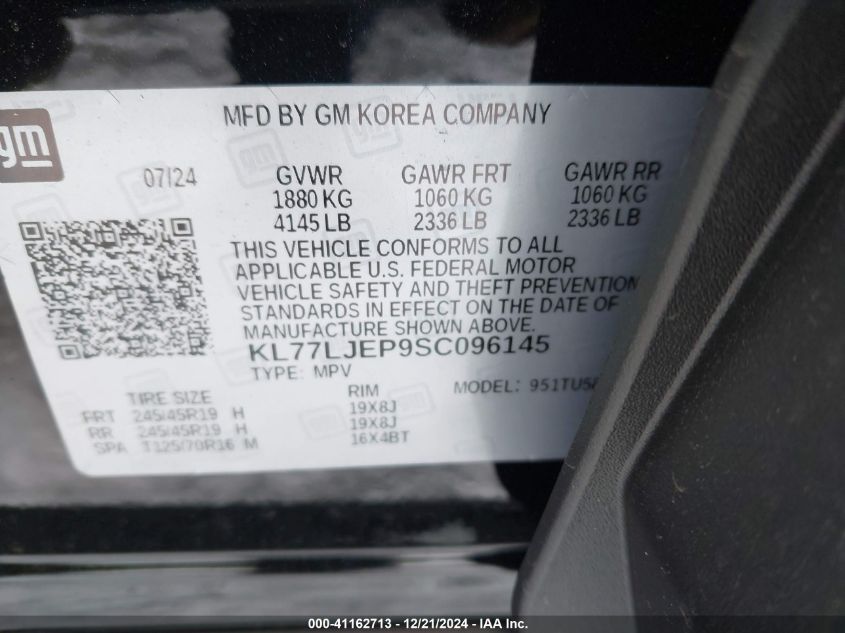 gm
MFD BY GM KOREA COMPANY
07/24 GVWR GAWR FRT GAWR RR
1880 KG 1060 KG 1060 KG
4145 LB 2336 LB 2336 LB
THIS VEHICLE CONFORMS TO ALL
APPLICABLE U.S. FEDERAL MOTOR
VEHICLE SAFETY AND THEFT PREVENTION
STANDARDS IN EFFECT ON THE DATE OF
MANUFACTURE SHOWN ABOVE.
KL77LJEP9SC096145
TYPE: MPV MODEL: 951TU5
TIRE SIZE RIM
FRT 245/45R19 H 19X8J
RR 245/45R19 H 19X8J
SPA T125/70R16 M 16X4BT
000-41162713 - 12/21/2024 - IAA Inc.